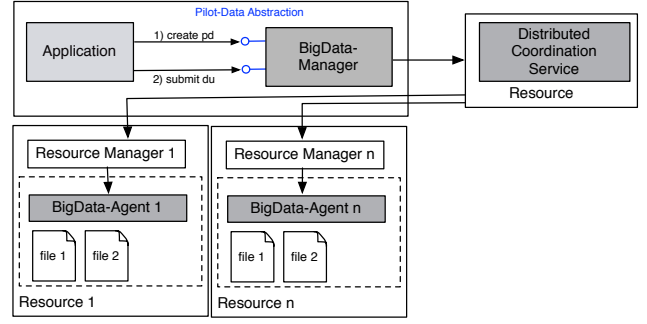 Pilot-Data Abstraction
Application
1) create pd
2) submit du
BigData-
Manager
Distributed
Coordination
Service
Resource
Resource Manager 1
BigData-Agent 1
file 1
file 2
Resource 1
Resource Manager n
BigData-Agent n
file 1
file 2
Resource n